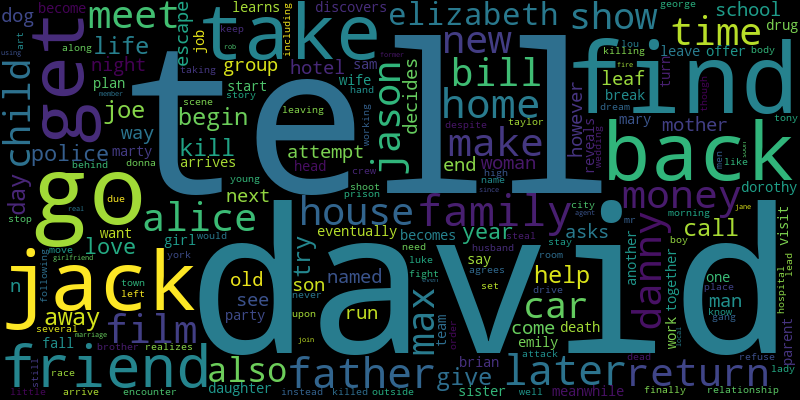 dog become meet take elizabeth show george school
art learns escape job including discovers new time drug
using life keep rob lou killing
along night taking group hotel sam bill leave offer body
get tell find
child plan start wife home leaf turn
joe begin story hand jason decides break fire dream though
way scene leaving working make however mary tony
police kill attempt despite taylor reveals mother back
marty arrives end woman wedding men like
day behind donna young head crew high dorothy
go due next shoot name money morning
stop real alice prison since family mr jane
want house year city agent call visit
move love girl would try eventually becomes asks danny boy
following girlfriend york need say husband stay another together
jack town old son named steal room one lead
n left see never help luke agrees car work place man hospital
away several party upon run max fight set drive come death know parent
film fall join team emily gang
friend brother realizes david order attack dead local
still race also father brian later return refuse lady
marriage give
little arrive encounter daughter instead killed outside sister well meanwhile finally relationship